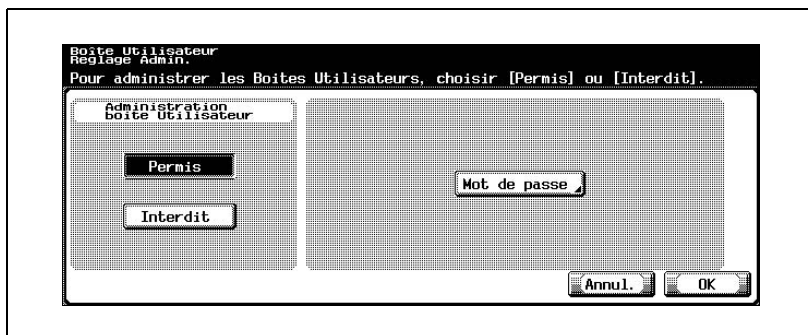 Boîte Utilisateur
Reglage Admin.
Pour administrer les Boites Utilisateurs, choisir [Permis] ou [Interdit].
Administration
boite Utilisateur
Permis
Mot de passe
Interdit
Annul.
OK